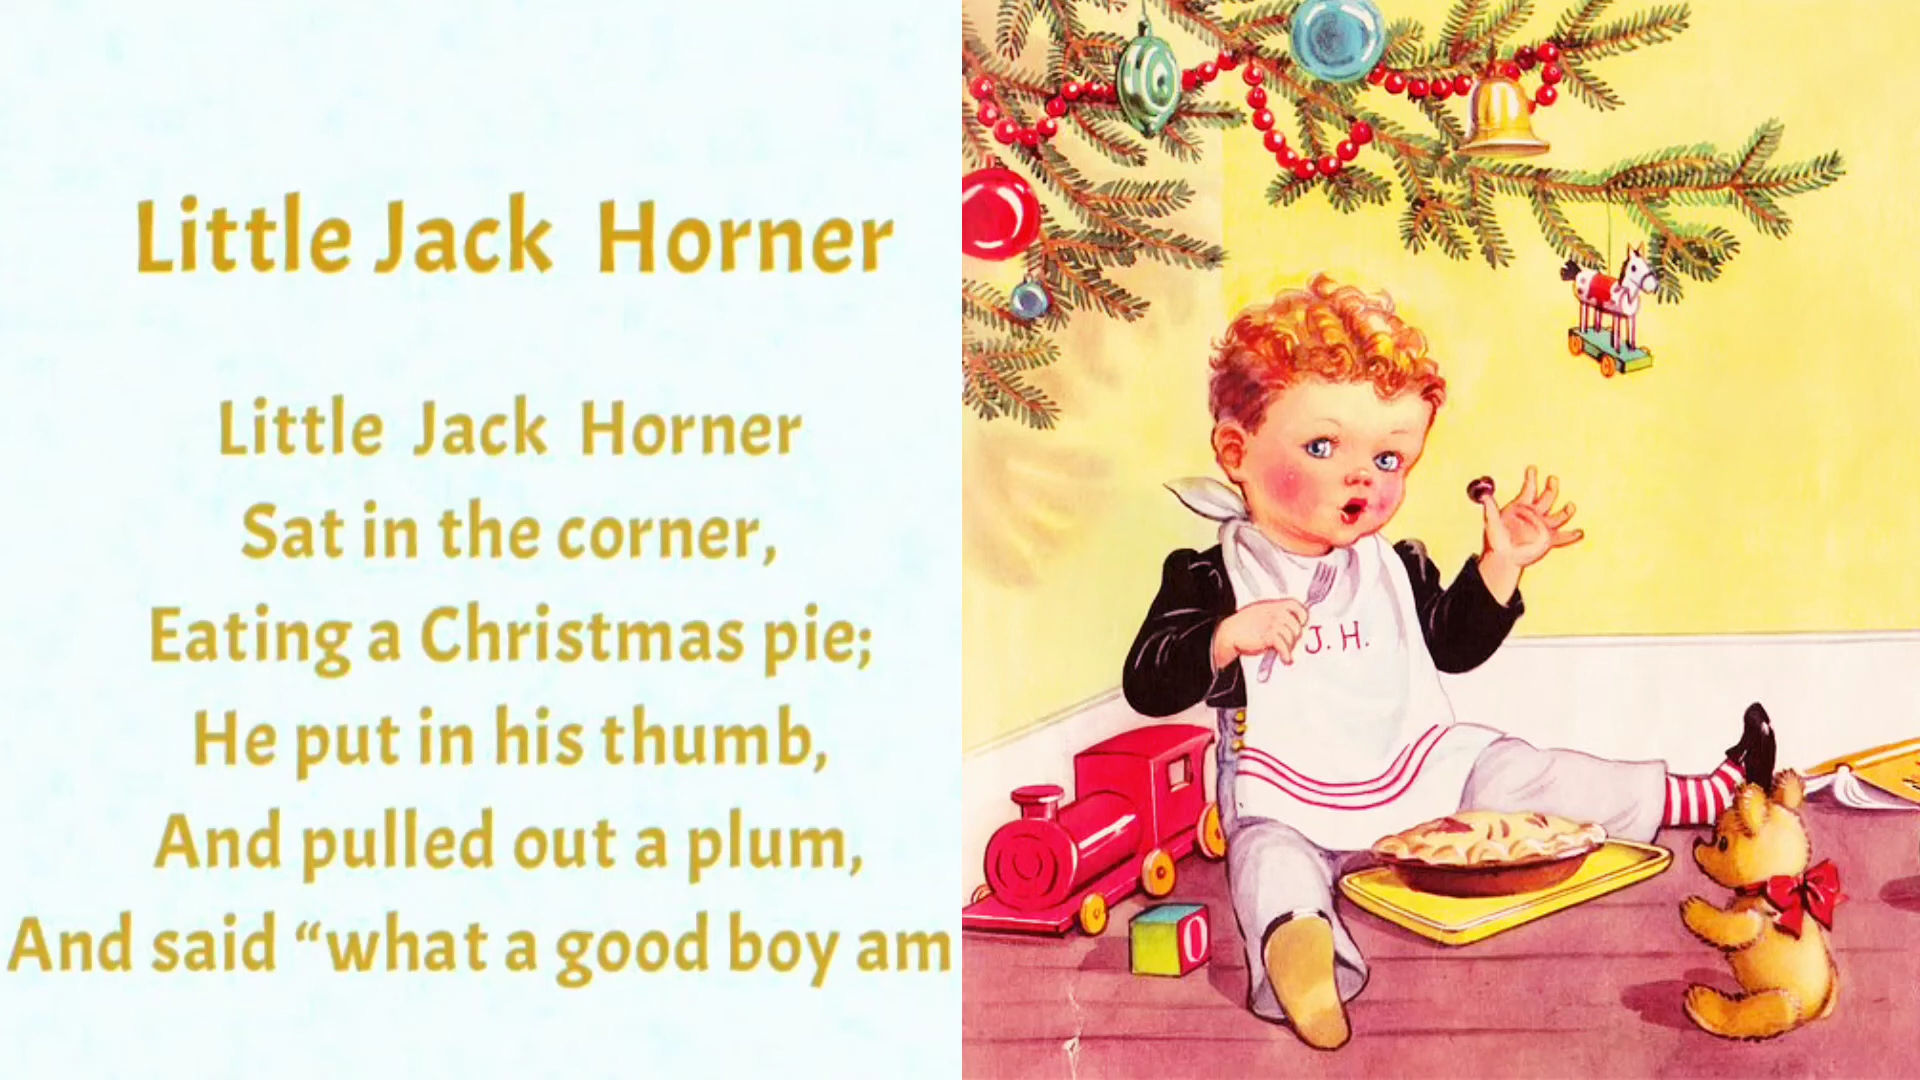 Little Jack Horner
Little Jack Horner
Sat in the corner,
Eating a Christmas pie;
He put in his thumb,
And pulled out a plum,
And said “what a good boy am
J. H.
0